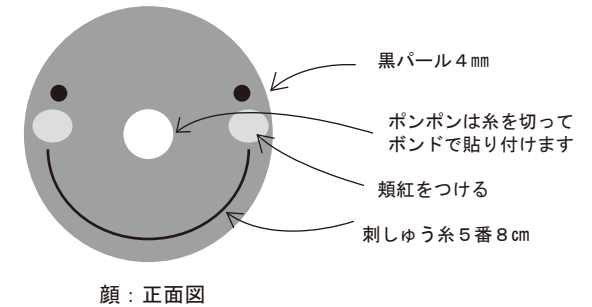 黒パール４㎜
ポンポンは糸を切って
ボンドで貼り付けます
頬紅をつける
刺しゅう糸５番８㎝
顔：正面図